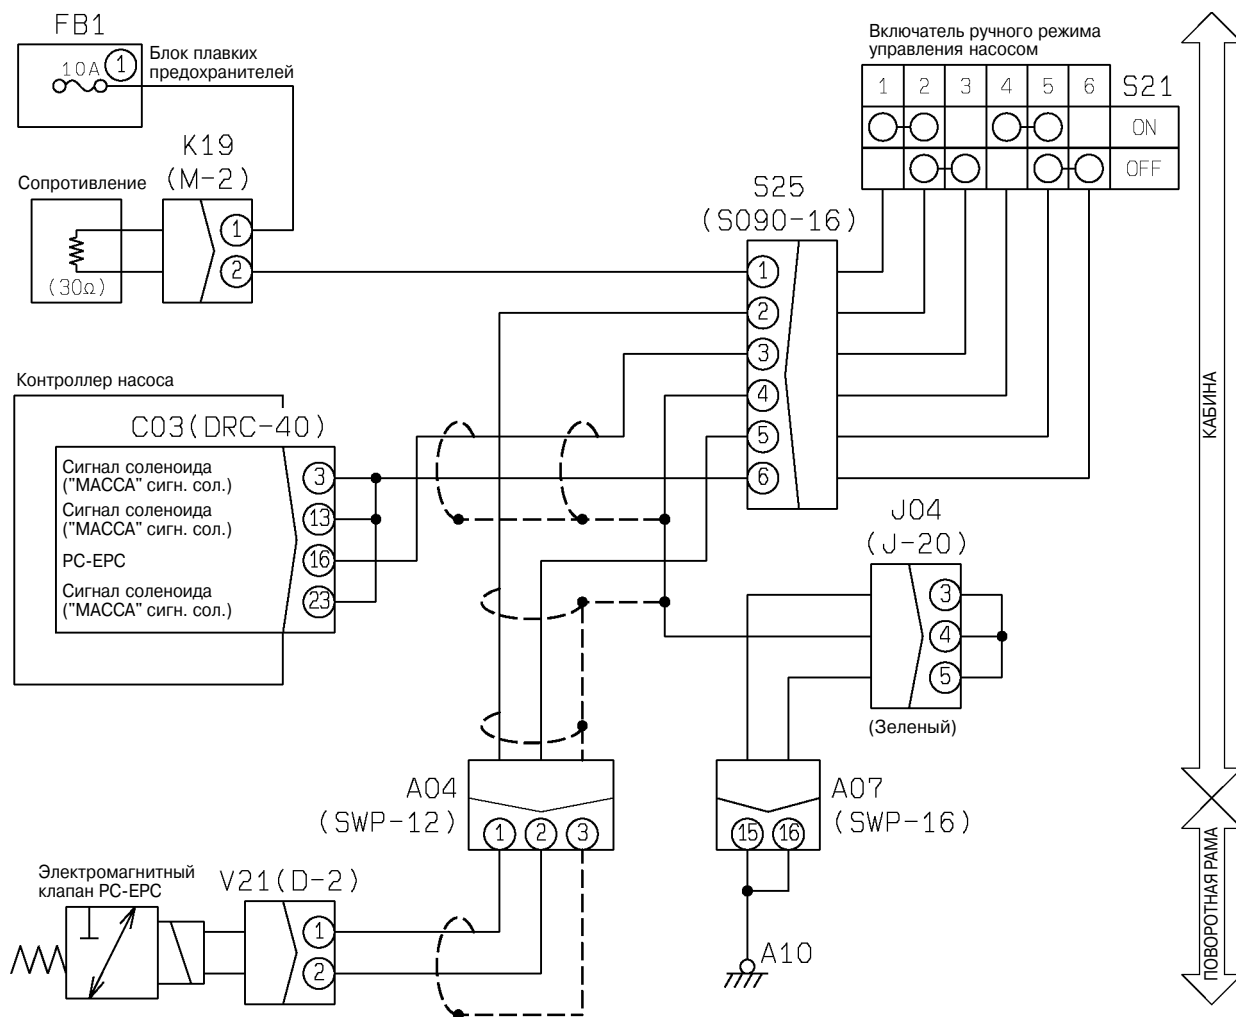 FB1
10A
1
Блок плавких
предохранителей
K19
(M-2)
1
2
Сопротивление
(30Ω)
Включатель ручного режима
управления насосом
1 2 3 4 5 6 S21
ON
OFF
S25
(S090-16)
1
2
3
4
5
6
Контроллер насоса
C03(DRC-40)
Сигнал соленоида
("МАССА" сигн. сол.)
3
Сигнал соленоида
("МАССА" сигн. сол.)
13
PC-EPC
16
Сигнал соленоида
("МАССА" сигн. сол.)
23
J04
(J-20)
3
4
5
(Зеленый)
A04
(SWP-12)
1 2 3
A07
(SWP-16)
15 16
Электромагнитный
клапан PC-EPC
V21(D-2)
1
2
A10
КАБИНА
ПОВОРОТНАЯ РАМА